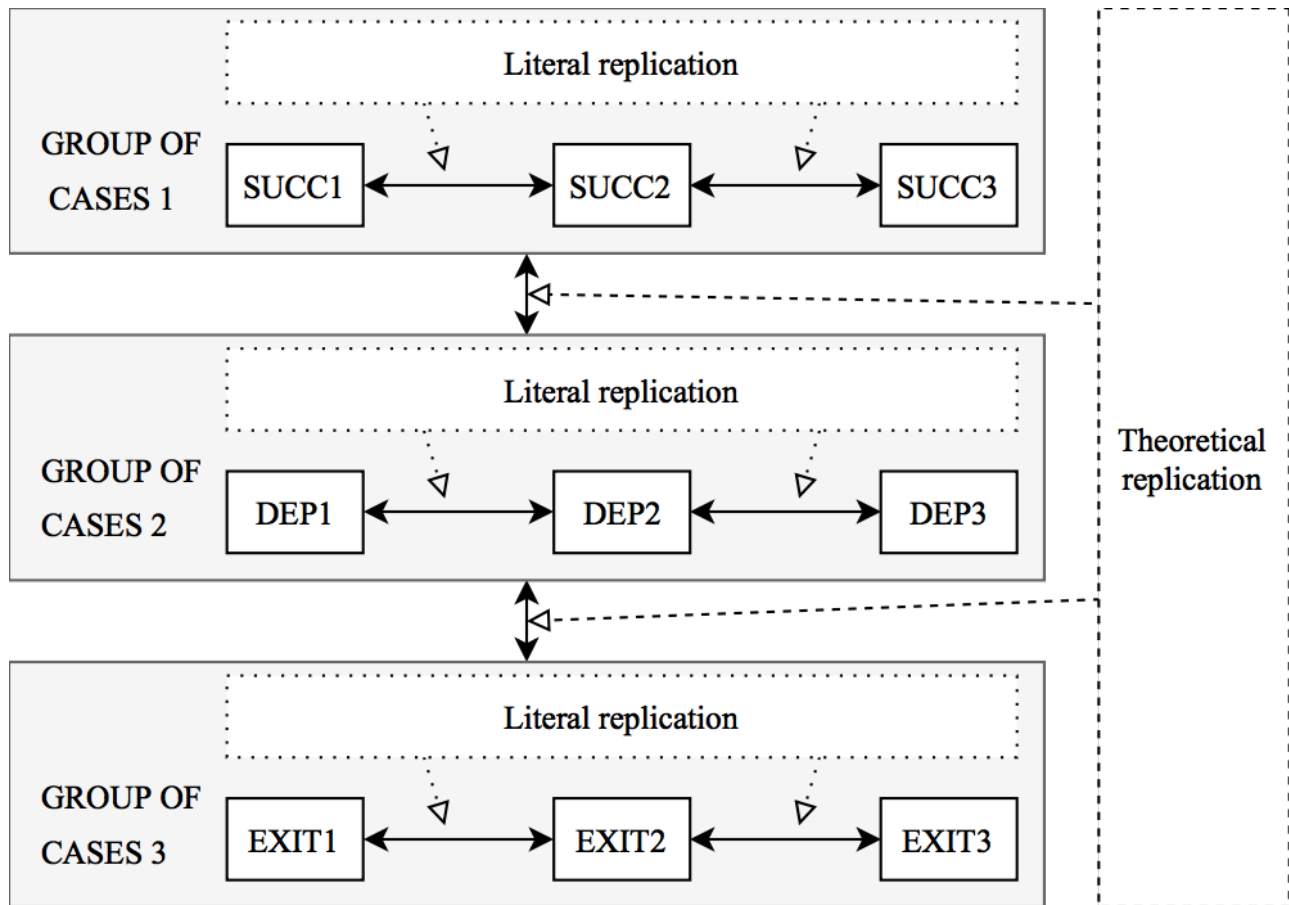 Literal replication
GROUP OF
CASES 1
SUCC1
SUCC2
SUCC3
Literal replication
GROUP OF
CASES 2
DEP1
DEP2
DEP3
Literal replication
GROUP OF
CASES 3
EXIT1
EXIT2
EXIT3
Theoretical
replication